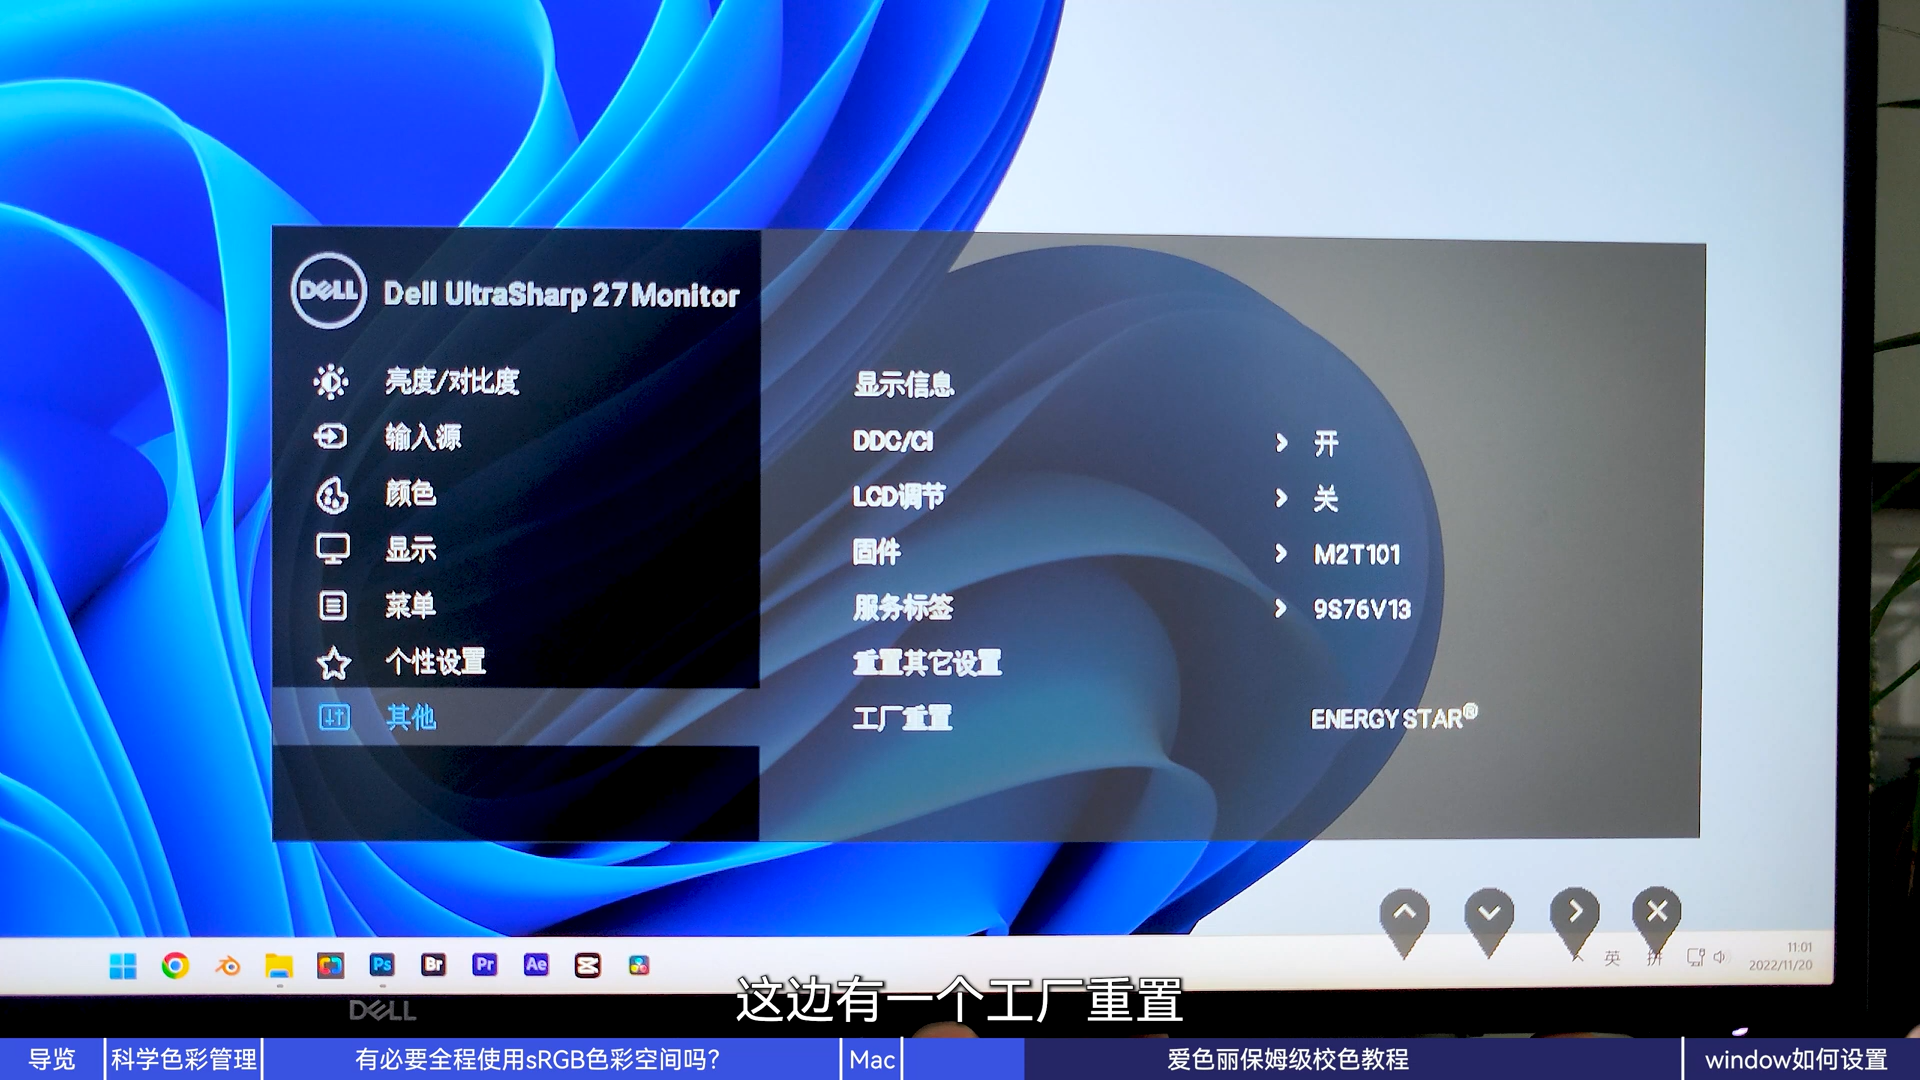 DELL
Dell UltraSharp 27 Monitor
亮度/对比度
输入源
颜色
显示
菜单
个性设置
其他
显示信息
DDC/CI
开
LCD调节
关
固件
M2T101
服务标签
9S76V13
重置其它设置
工厂重置
ENERGY STAR®
Ps
Br
Pr
Ae
英
拼
11:01
2022/11/20
DELL
这边有一个工厂重置
导览
科学色彩管理
有必要全程使用sRGB色彩空间吗?
Mac
爱色丽保姆级校色教程
window如何设置